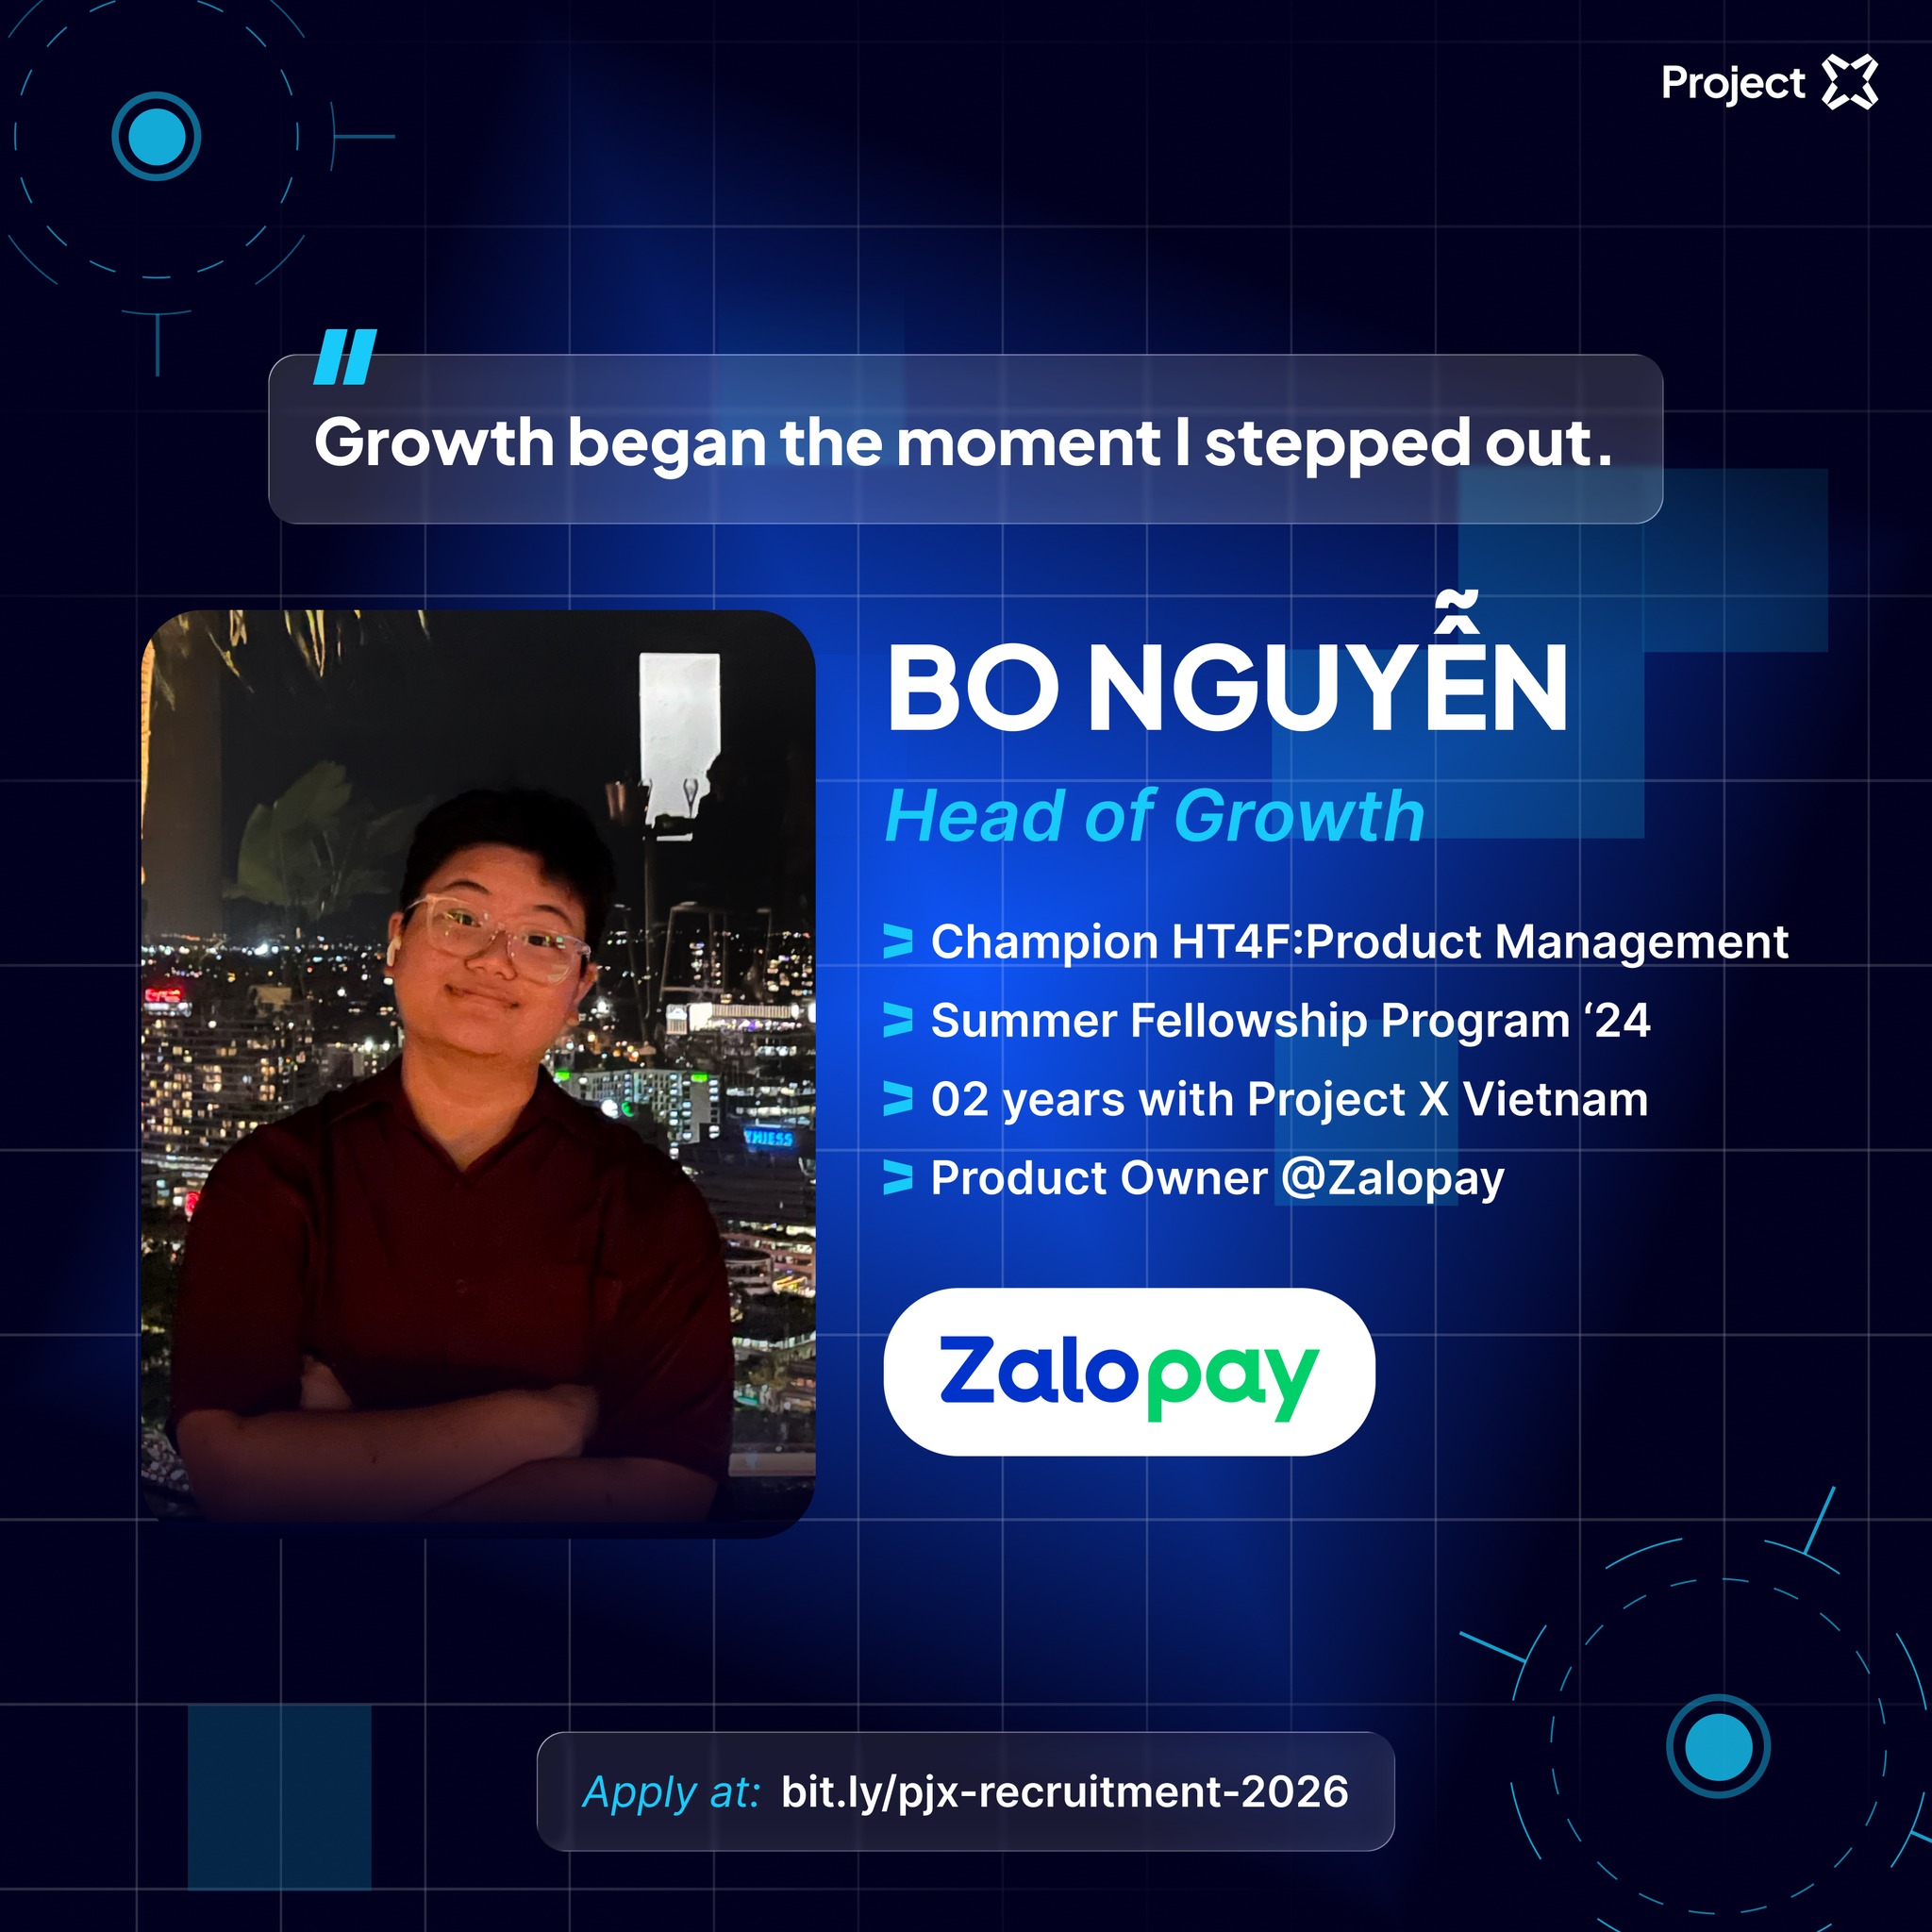 Project X
Growth began the moment I stepped out.
BO NGUYỄN
Head of Growth
Champion HT4F:Product Management
Summer Fellowship Program ‘24
02 years with Project X Vietnam
Product Owner @Zalopay
THIESS
Zalopay
Apply at: bit.ly/pjx-recruitment-2026